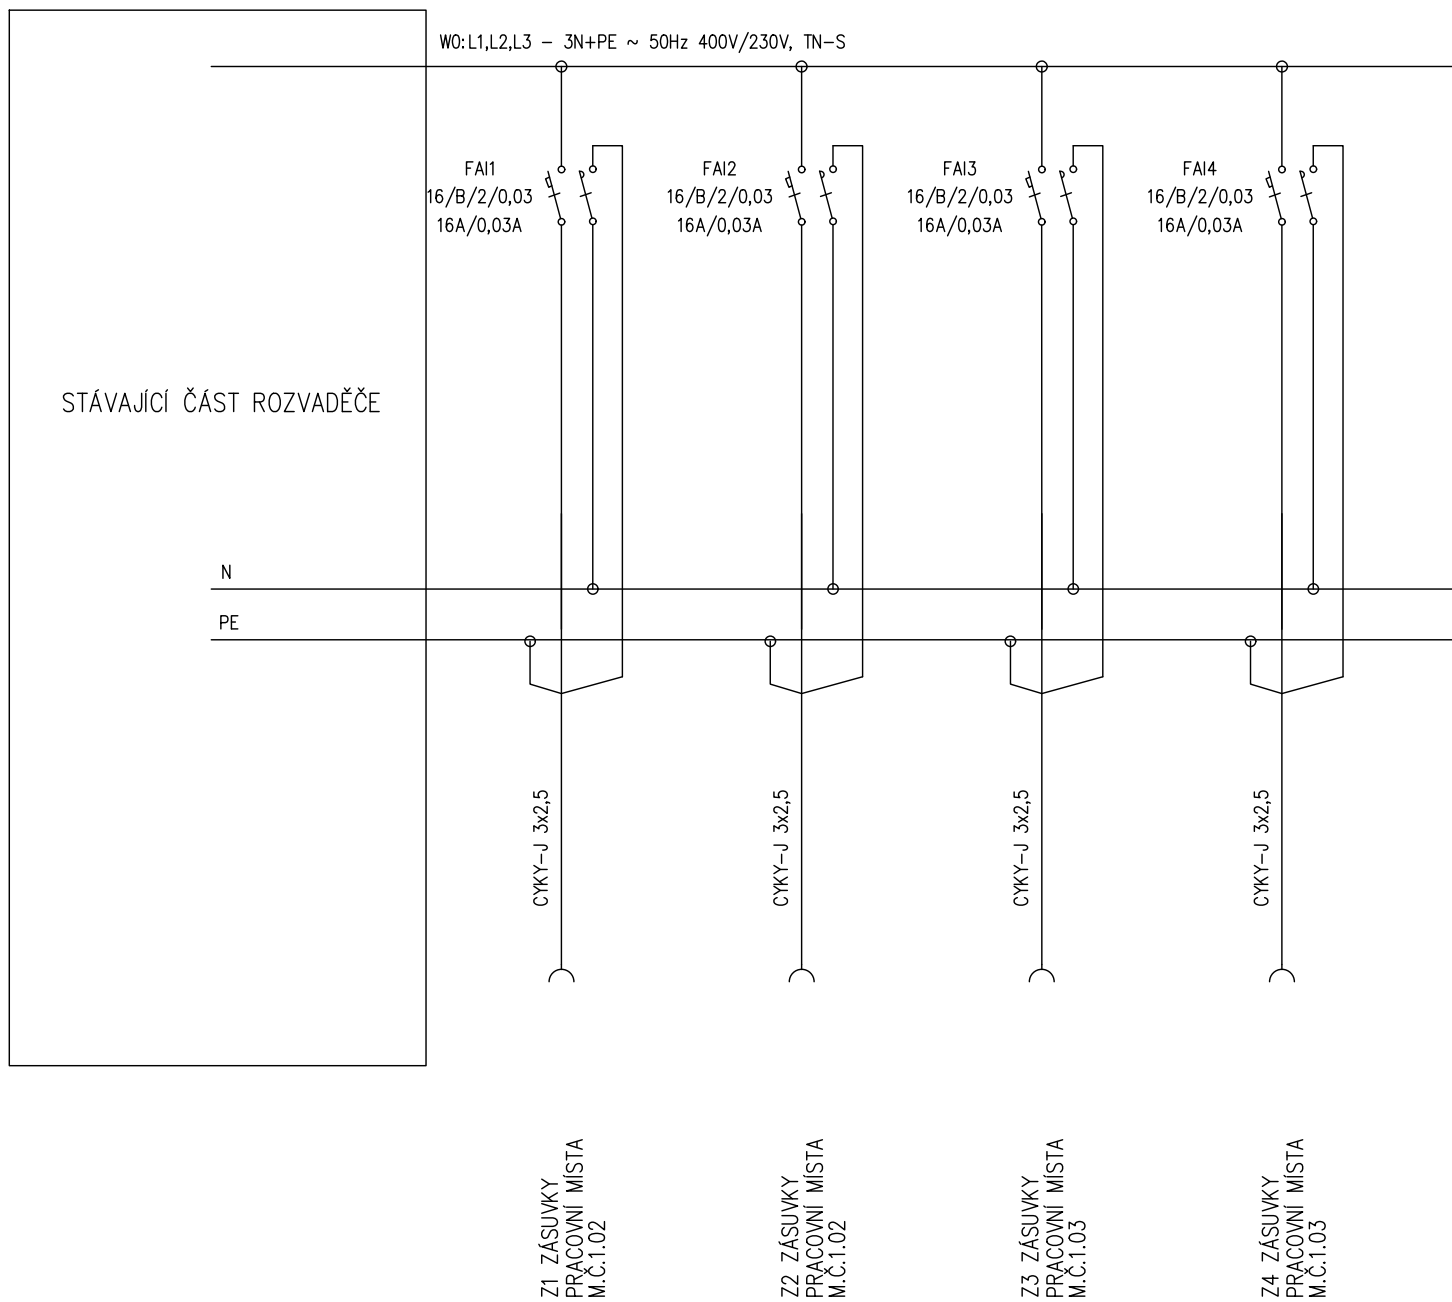 WO:L1,L2,L3 – 3N+PE ~ 50Hz 400V/230V, TN–S
FAI1
16/B/2/0,03
16A/0,03A
FAI2
16/B/2/0,03
16A/0,03A
FAI3
16/B/2/0,03
16A/0,03A
FAI4
16/B/2/0,03
16A/0,03A
STÁVAJÍCÍ ČÁST ROZVADĚČE
N
PE
CYKY–J 3x2,5
CYKY–J 3x2,5
CYKY–J 3x2,5
CYKY–J 3x2,5
Z1 ZÁSUVKY
PRACOVNÍ MÍSTA
M.Č.1.02
Z2 ZÁSUVKY
PRACOVNÍ MÍSTA
M.Č.1.02
Z3 ZÁSUVKY
PRACOVNÍ MÍSTA
M.Č.1.03
Z4 ZÁSUVKY
PRACOVNÍ MÍSTA
M.Č.1.03